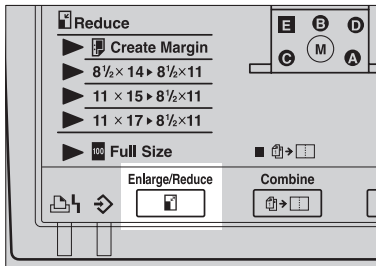 Reduce
Create Margin
8½×14▶8½×11
11×15▶8½×11
11×17▶8½×11
100 Full Size
E B D
C M A
Enlarge/Reduce
Combine